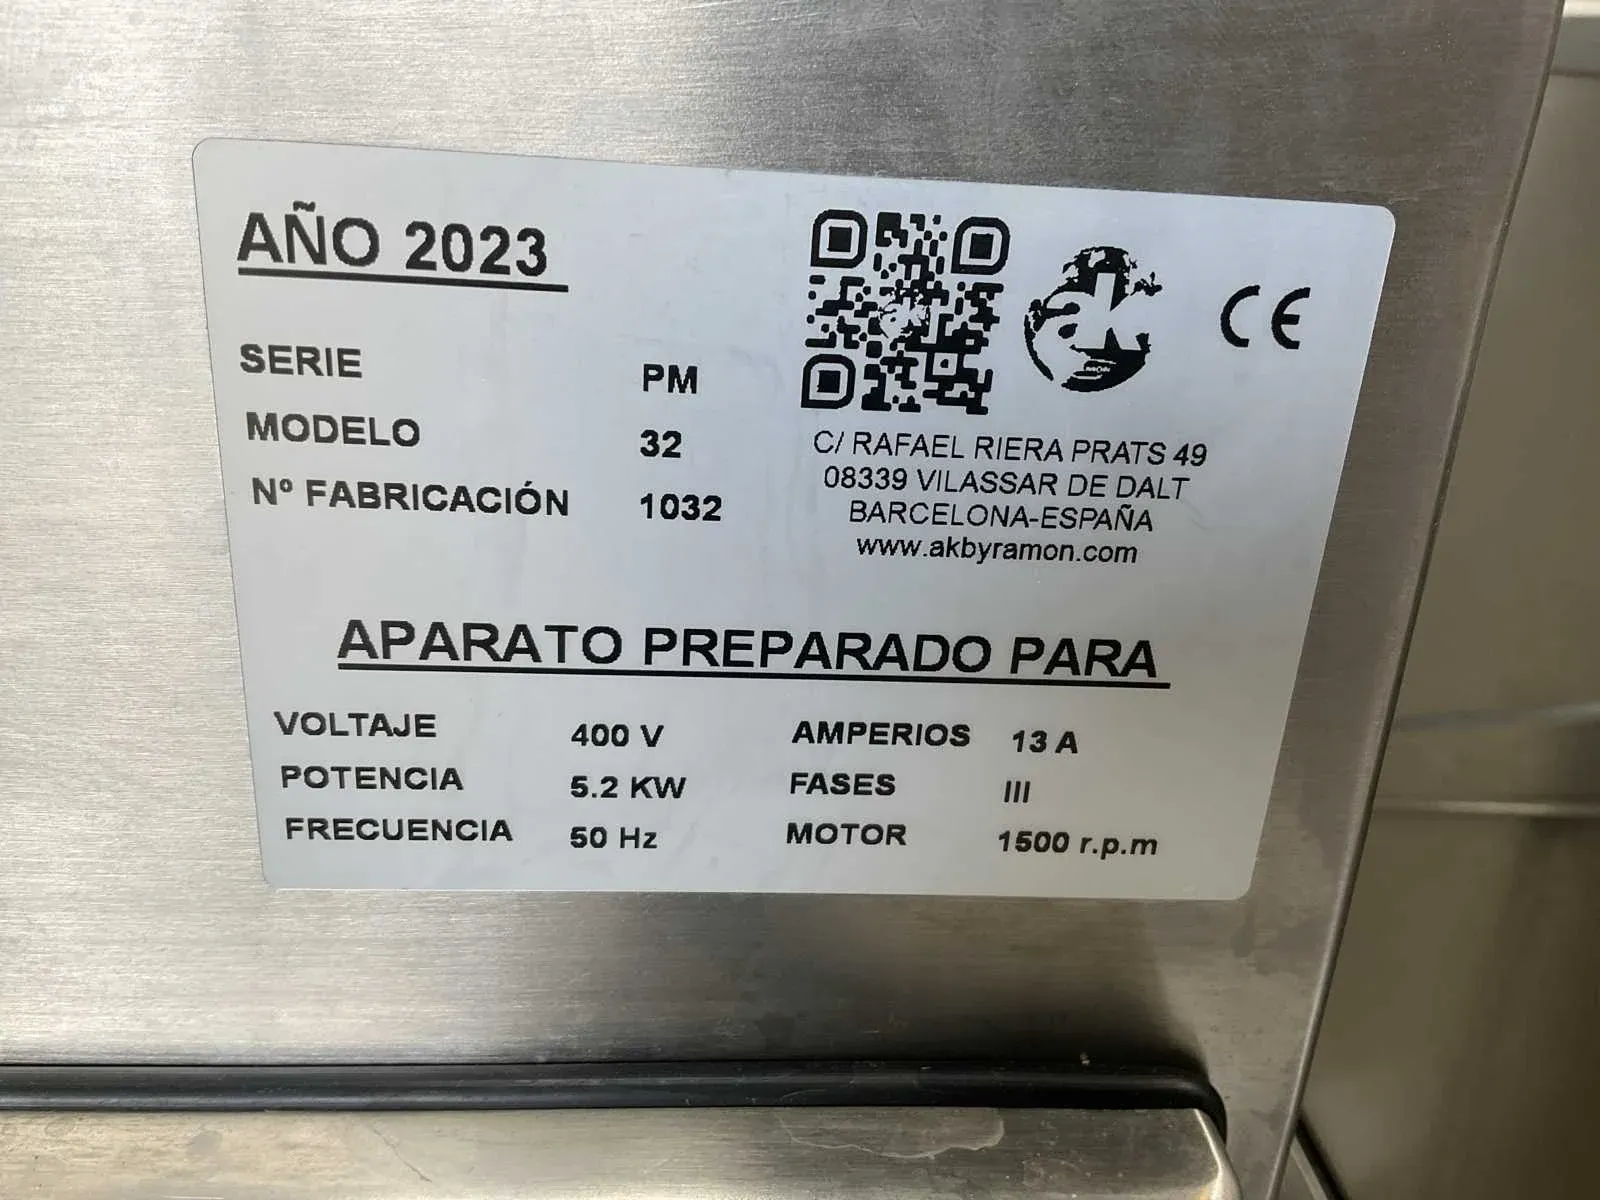 AÑO 2023
SERIE PM
MODELO 32
Nº FABRICACIÓN 1032
CE
C/ RAFAEL RIERA PRATS 49
08339 VILASSAR DE DALT
BARCELONA-ESPAÑA
www.akbyramon.com
APARATO PREPARADO PARA
VOLTAJE 400 V AMPERIOS 13 A
POTENCIA 5.2 KW FASES III
FRECUENCIA 50 Hz MOTOR 1500 r.p.m